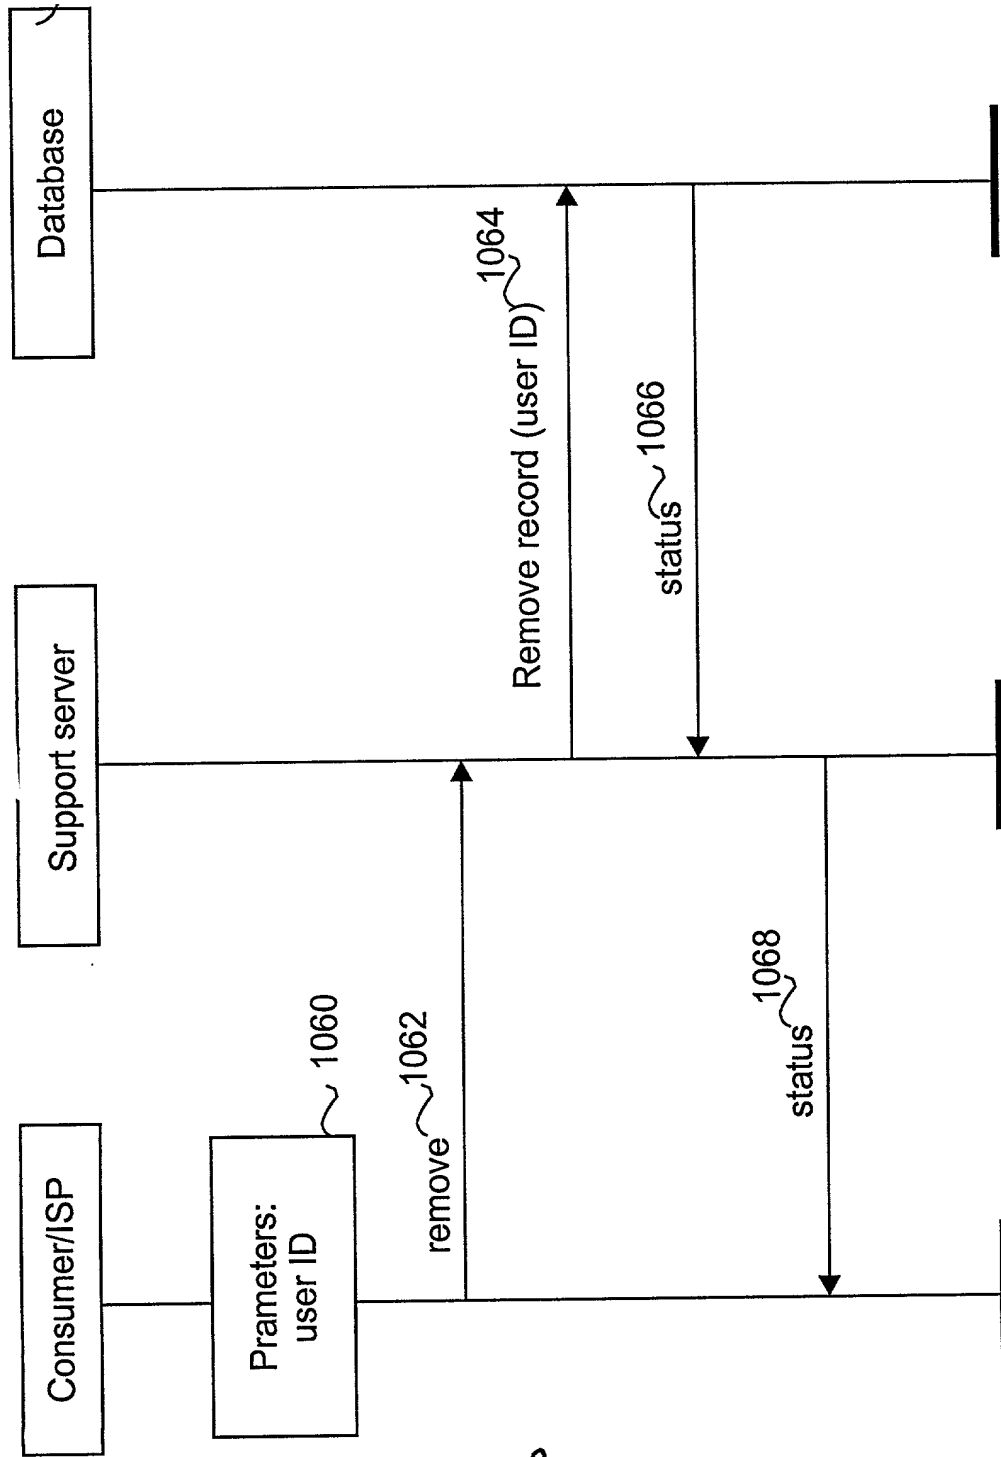 Consumer/ISP
Support server
Database
Prameters:
user ID
1060
remove 1062
Remove record (user ID) 1064
status 1066
status 1068